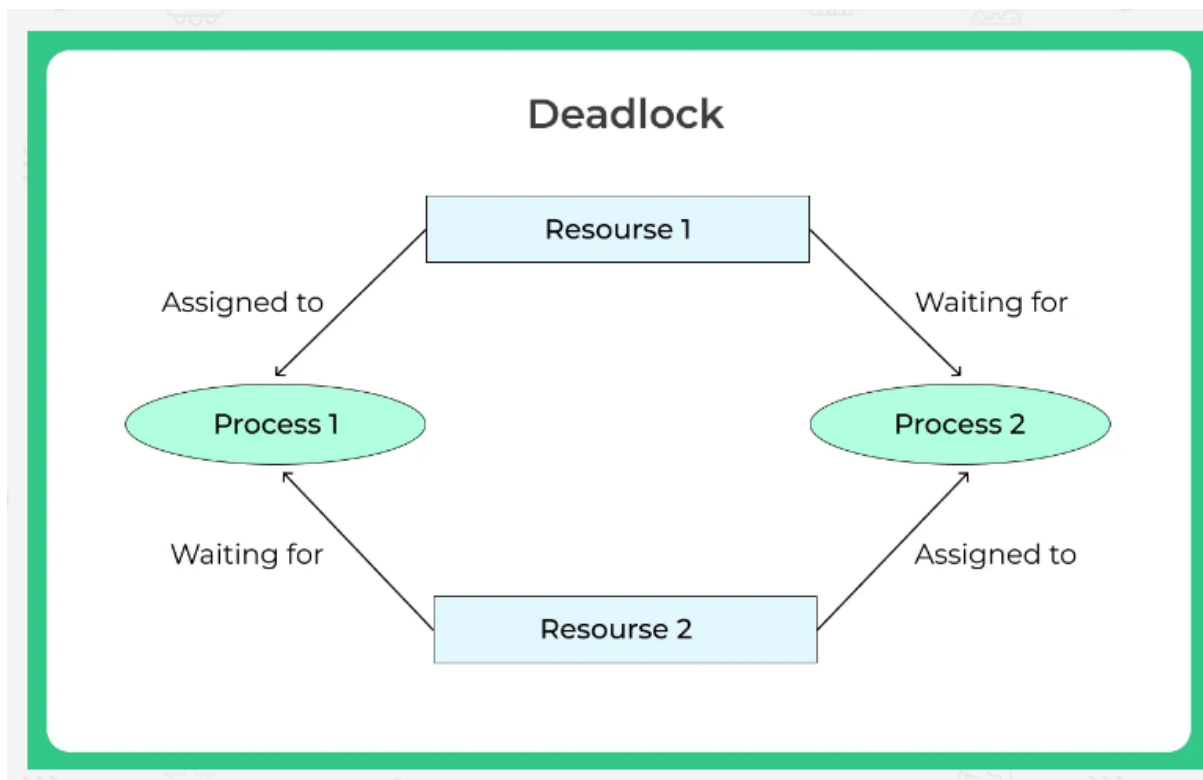 Deadlock
Resourse 1
Assigned to
Waiting for
Process 1
Process 2
Waiting for
Assigned to
Resourse 2